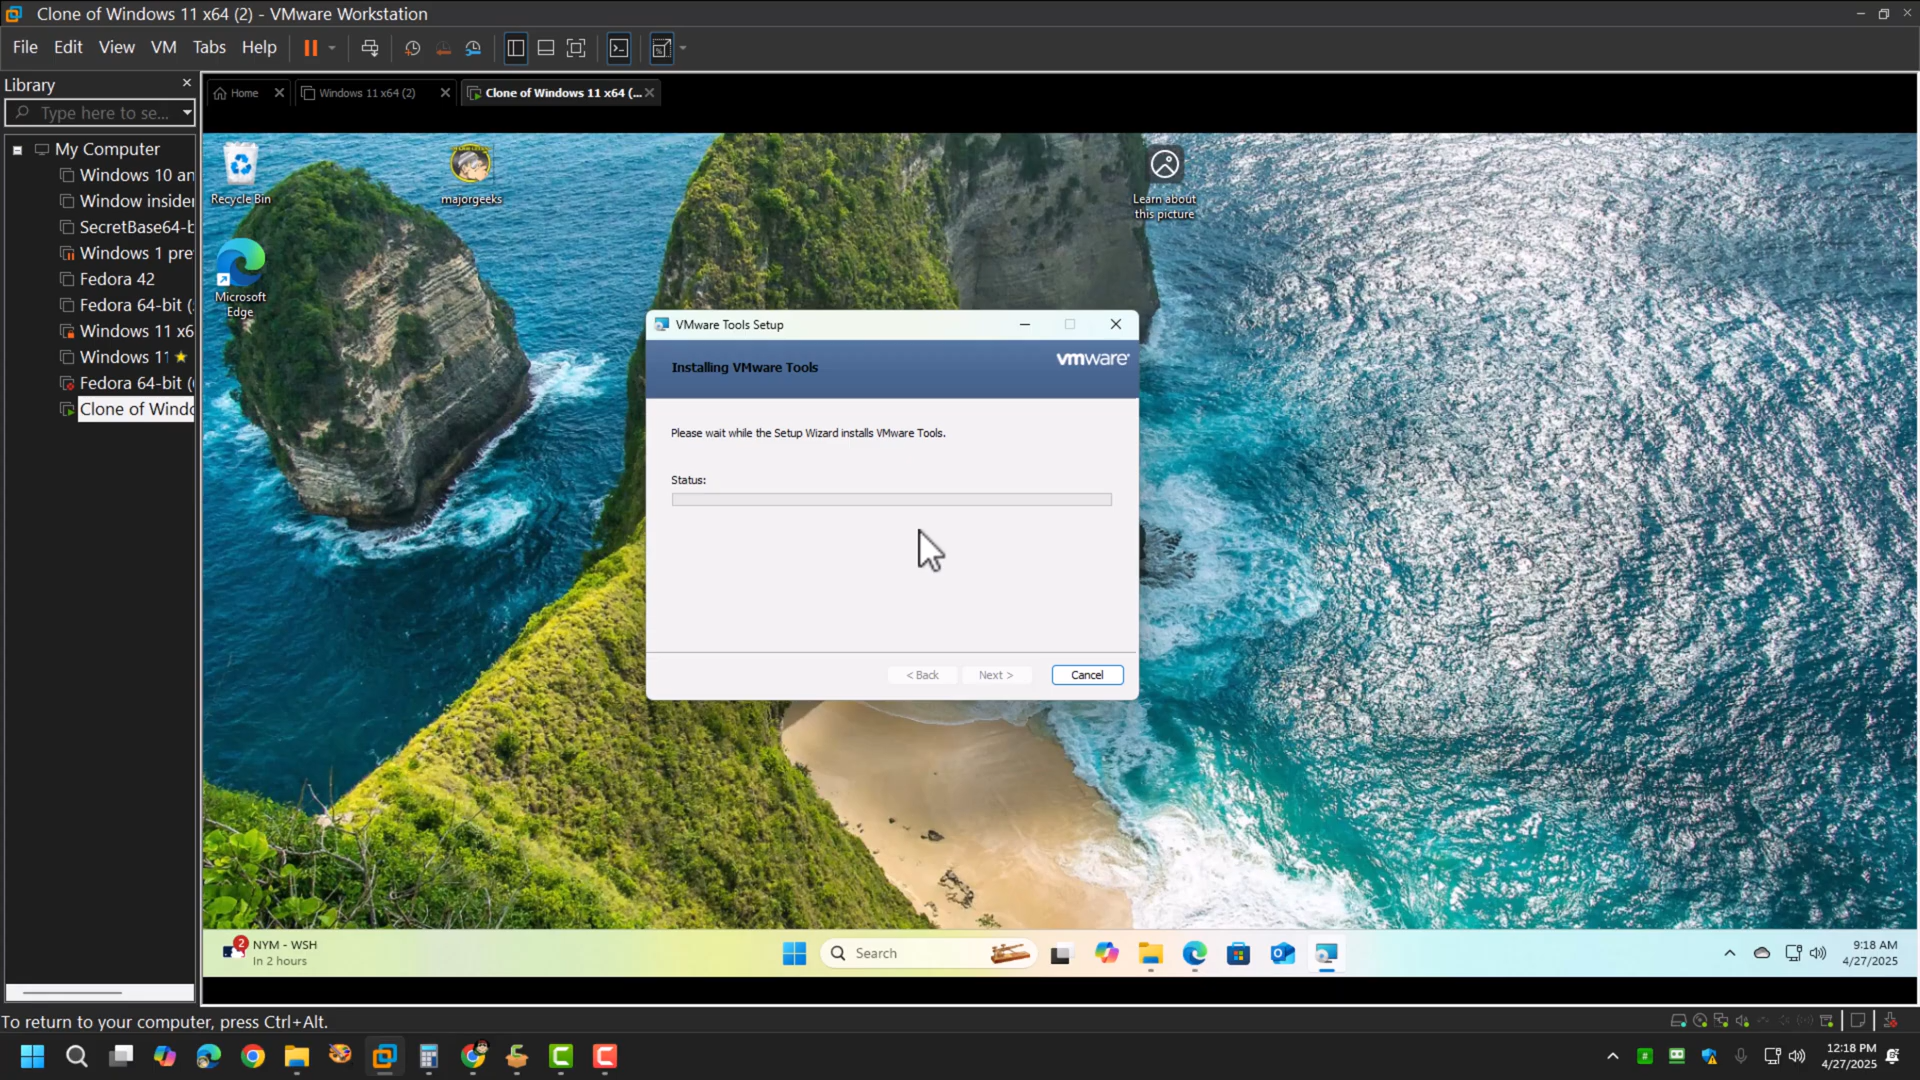 Clone of Windows 11 x64 (2) - VMware Workstation
File Edit View VM Tabs Help
Library
Type here to se...
My Computer
Windows 10 an
Window insider
SecretBase64-b
Windows 1 pre
Fedora 42
Fedora 64-bit (
Windows 11 x6
Windows 11
Fedora 64-bit (
Clone of Windo
Home
Windows 11 x64 (2)
Clone of Windows 11 x64 (...
Recycle Bin
majorgeeks
Learn about
this picture
Microsoft
Edge
VMware Tools Setup
Installing VMware Tools
vmware
Please wait while the Setup Wizard installs VMware Tools.
Status:
< Back
Next >
Cancel
2
NYM - WSH
In 2 hours
Search
9:18 AM
4/27/2025
To return to your computer, press Ctrl+Alt.
12:18 PM
4/27/2025